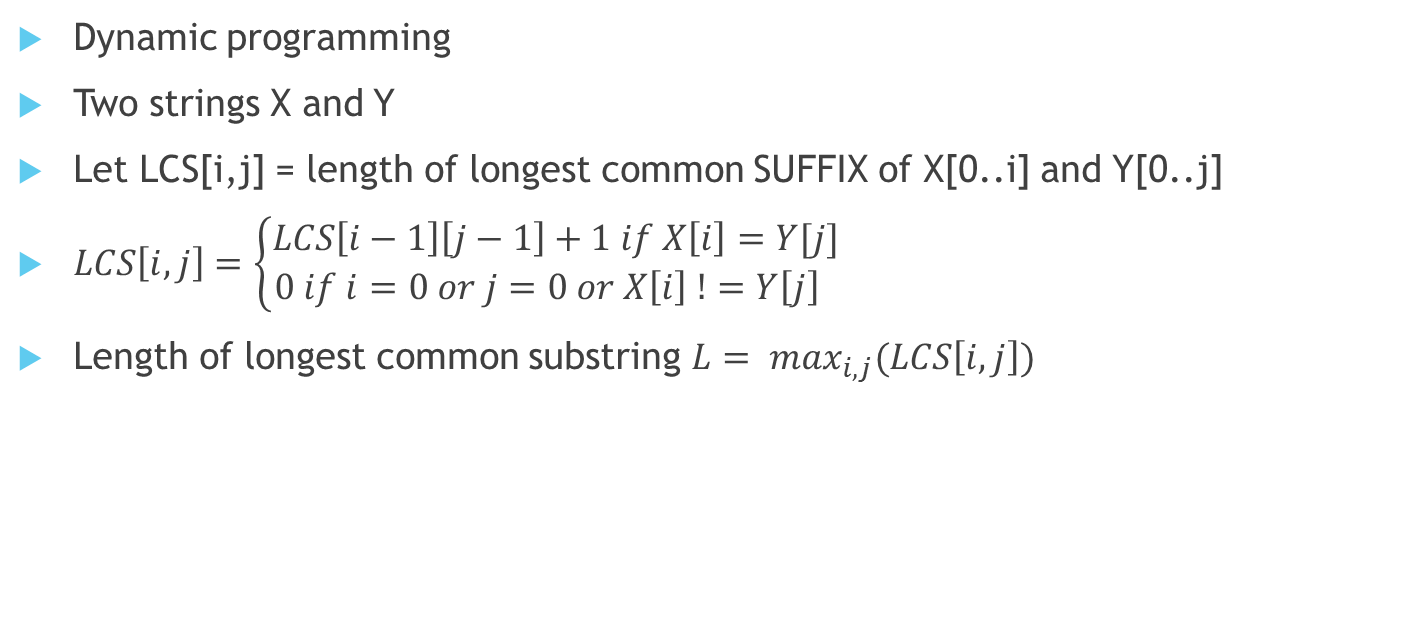 Dynamic programming
Two strings X and Y
Let LCS[i,j] = length of longest common SUFFIX of X[0..i] and Y[0..j]
LCS[i, j] = { LCS[i − 1][j − 1] + 1 if X[i] = Y[j]
0 if i = 0 or j = 0 or X[i] ! = Y[j]
Length of longest common substring L = max_{i,j}(LCS[i, j])